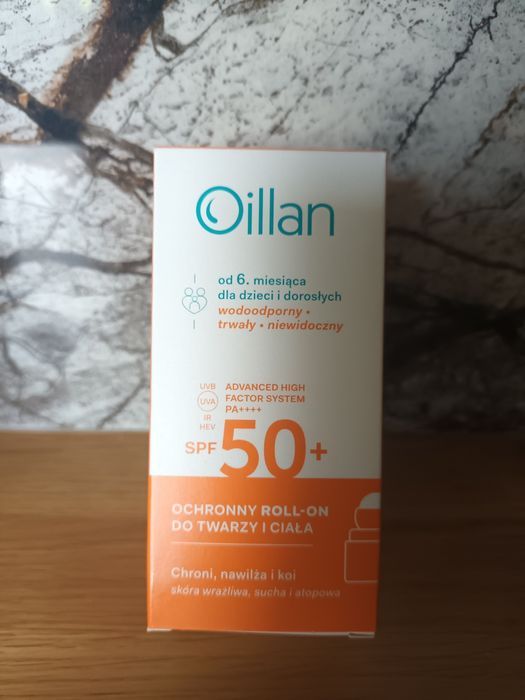 Oillan
od 6. miesiąca
dla dzieci i dorosłych
wodoodporny •
trwały • niewidoczny
UVB
UVA
IR
HEV
ADVANCED HIGH
FACTOR SYSTEM
PA++++
SPF 50+
OCHRONNY ROLL-ON
DO TWARZY I CIAŁA
Chroni, nawilża i koi
skóra wrażliwa, sucha i atopowa